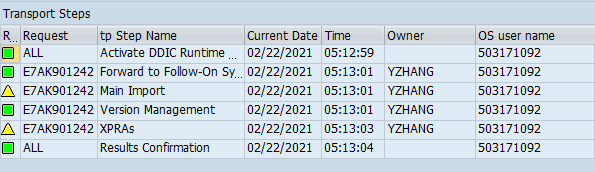 Transport Steps
R... Request tp Step Name Current Date Time Owner OS user name
ALL Activate DDIC Runtime ... 02/22/2021 05:12:59 503171092
E7AK901242 Forward to Follow-On Sy... 02/22/2021 05:13:01 YZHANG 503171092
E7AK901242 Main Import 02/22/2021 05:13:01 YZHANG 503171092
E7AK901242 Version Management 02/22/2021 05:13:01 YZHANG 503171092
E7AK901242 XPRAs 02/22/2021 05:13:03 YZHANG 503171092
ALL Results Confirmation 02/22/2021 05:13:04 503171092